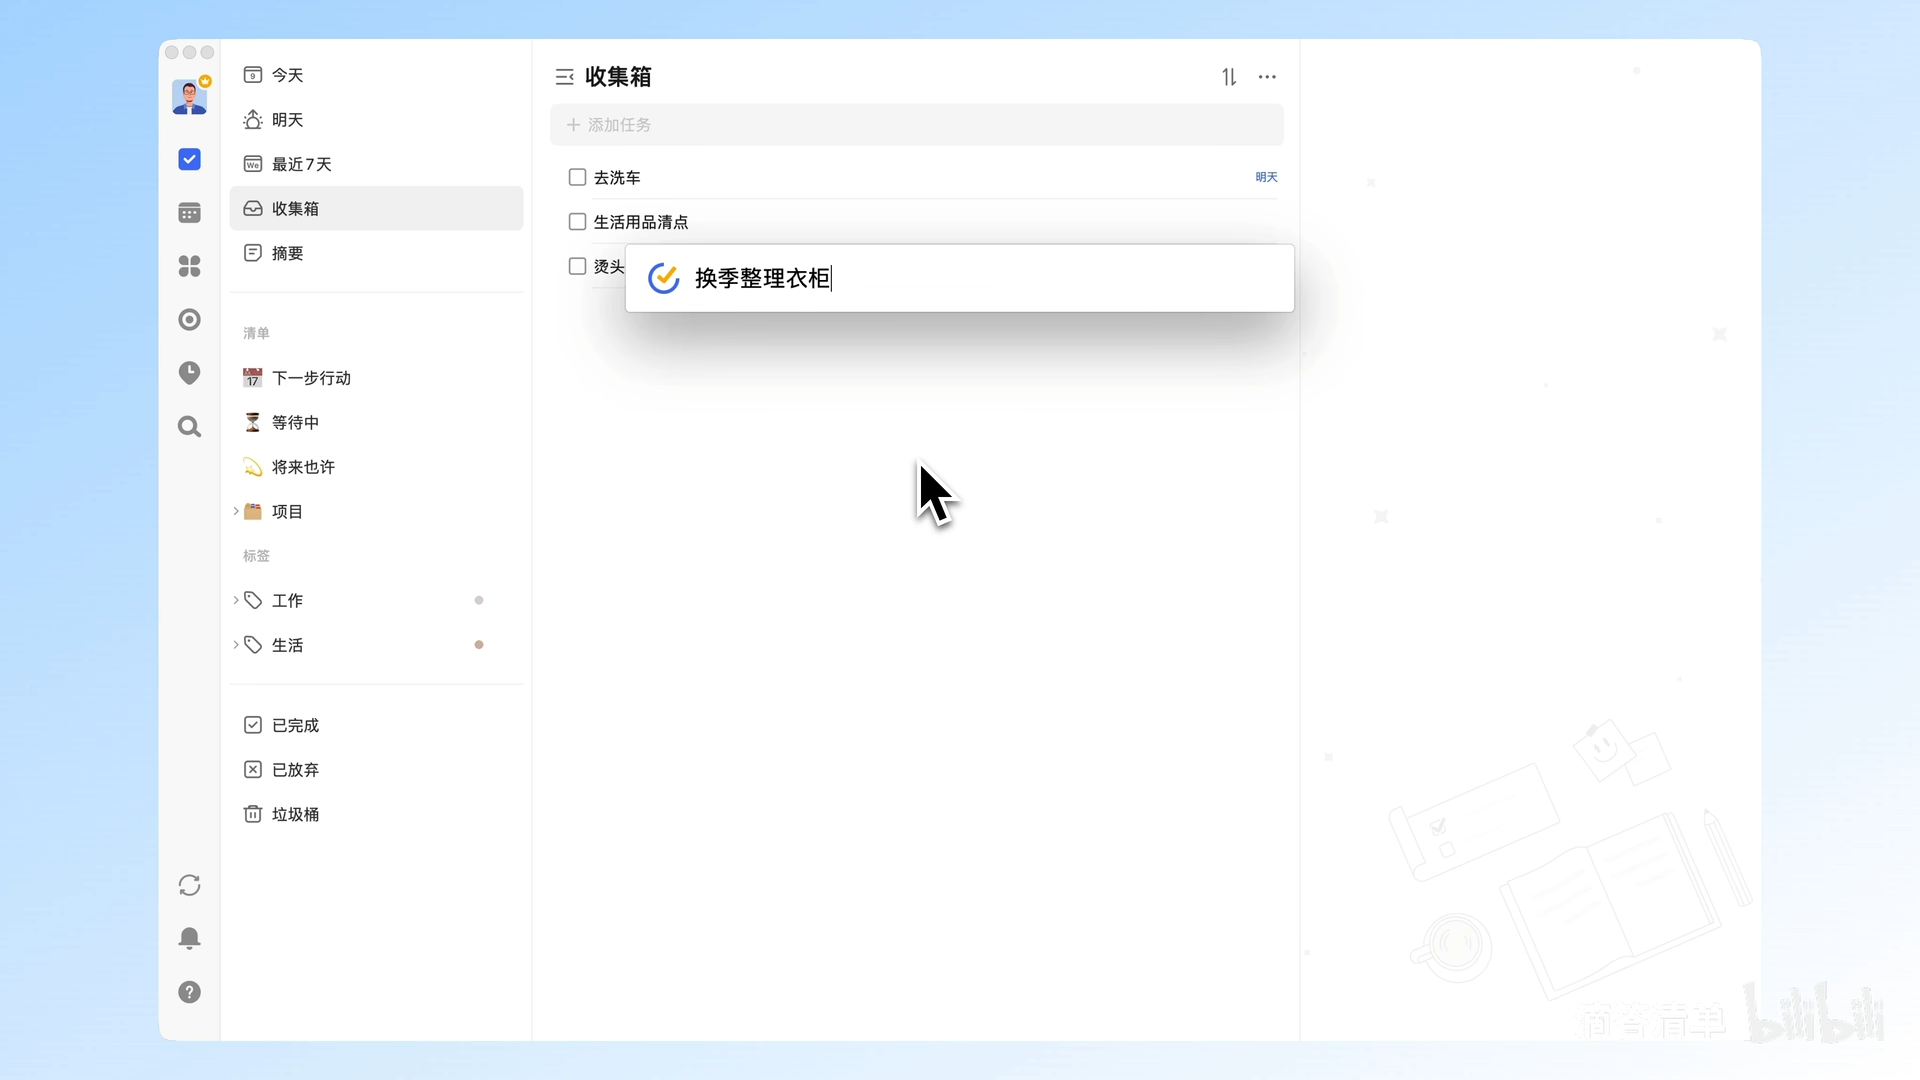 今天
明天
最近7天
收集箱
摘要
清单
下一步行动
等待中
将来也许
项目
标签
工作
生活
已完成
已放弃
垃圾桶
收集箱
添加任务
去洗车
明天
生活用品清点
烫头
换季整理衣柜
滴答清单
bilibili